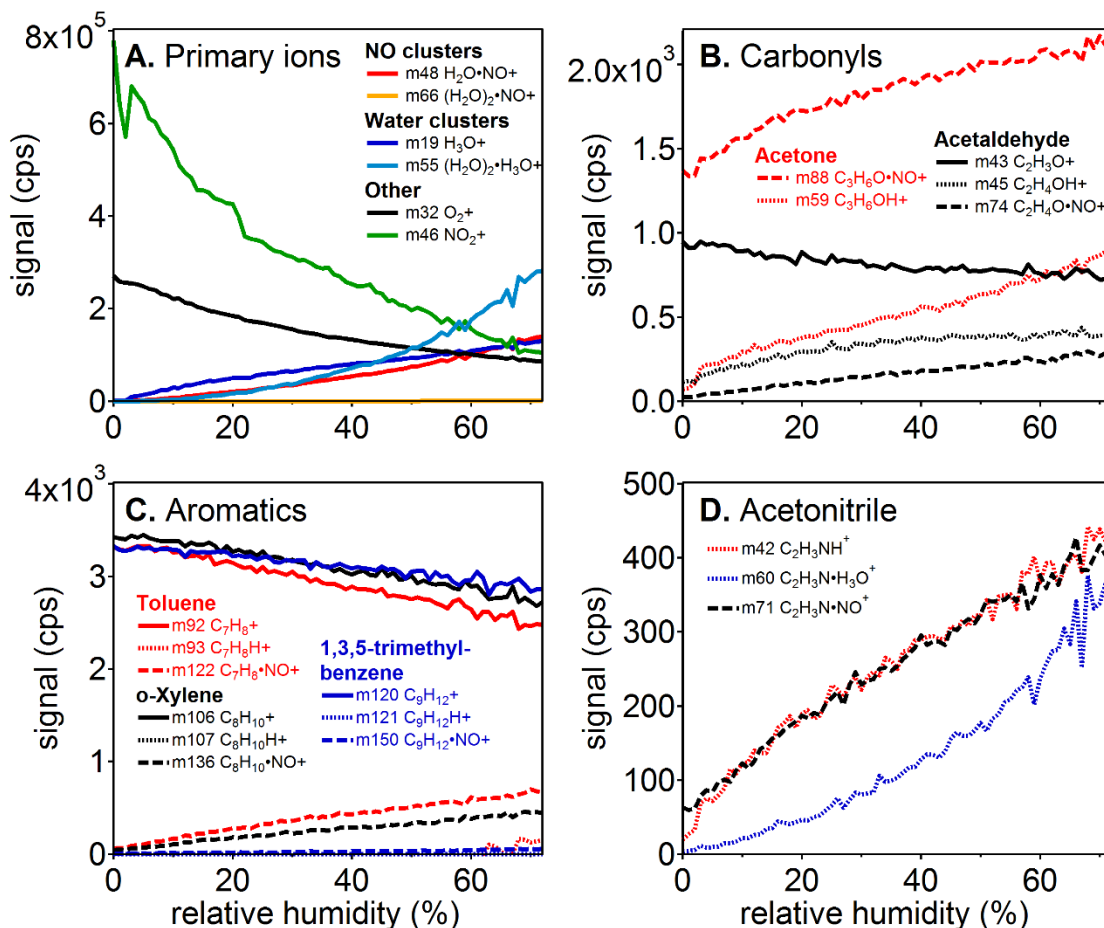 A. Primary ions
8x10⁵
6
4
2
0
signal (cps)
NO clusters
m48 H₂O•NO+
m66 (H₂O)₂•NO+
Water clusters
m19 H₃O+
m55 (H₂O)₂•H₃O+
Other
m32 O₂+
m46 NO₂+
0
20
40
60
B. Carbonyls
2.0x10³
1.5
1.0
0.5
0.0
signal (cps)
Acetone
m88 C₃H₆O•NO+
m59 C₃H₆OH+
Acetaldehyde
m43 C₂H₃O+
m45 C₂H₄OH+
m74 C₂H₄O•NO+
0
20
40
60
C. Aromatics
4x10³
3
2
1
0
signal (cps)
Toluene
m92 C₇H₈+
m93 C₇H₈H+
m122 C₇H₈•NO+
o-Xylene
m106 C₈H₁₀+
m107 C₈H₁₀H+
m136 C₈H₁₀•NO+
1,3,5-trimethyl-
benzene
m120 C₉H₁₂+
m121 C₉H₁₂H+
m150 C₉H₁₂•NO+
0
20
40
60
relative humidity (%)
D. Acetonitrile
500
400
300
200
100
0
signal (cps)
m42 C₂H₃NH⁺
m60 C₂H₃N•H₃O⁺
m71 C₂H₃N•NO⁺
0
20
40
60
relative humidity (%)